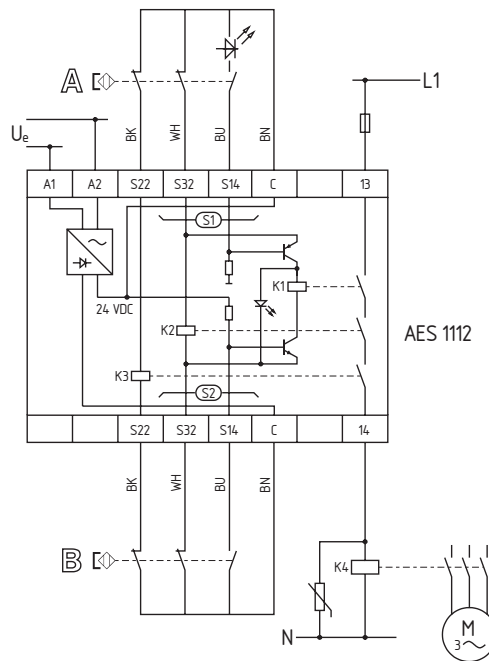 A
L1
BK
WH
BU
BN
Ue
A1 A2 S22 S32 S14 C 13
S1
K1
24 VDC
K2
AES 1112
K3
S2
S22 S32 S14 C 14
BK
WH
BU
BN
B
K4
N
M
3